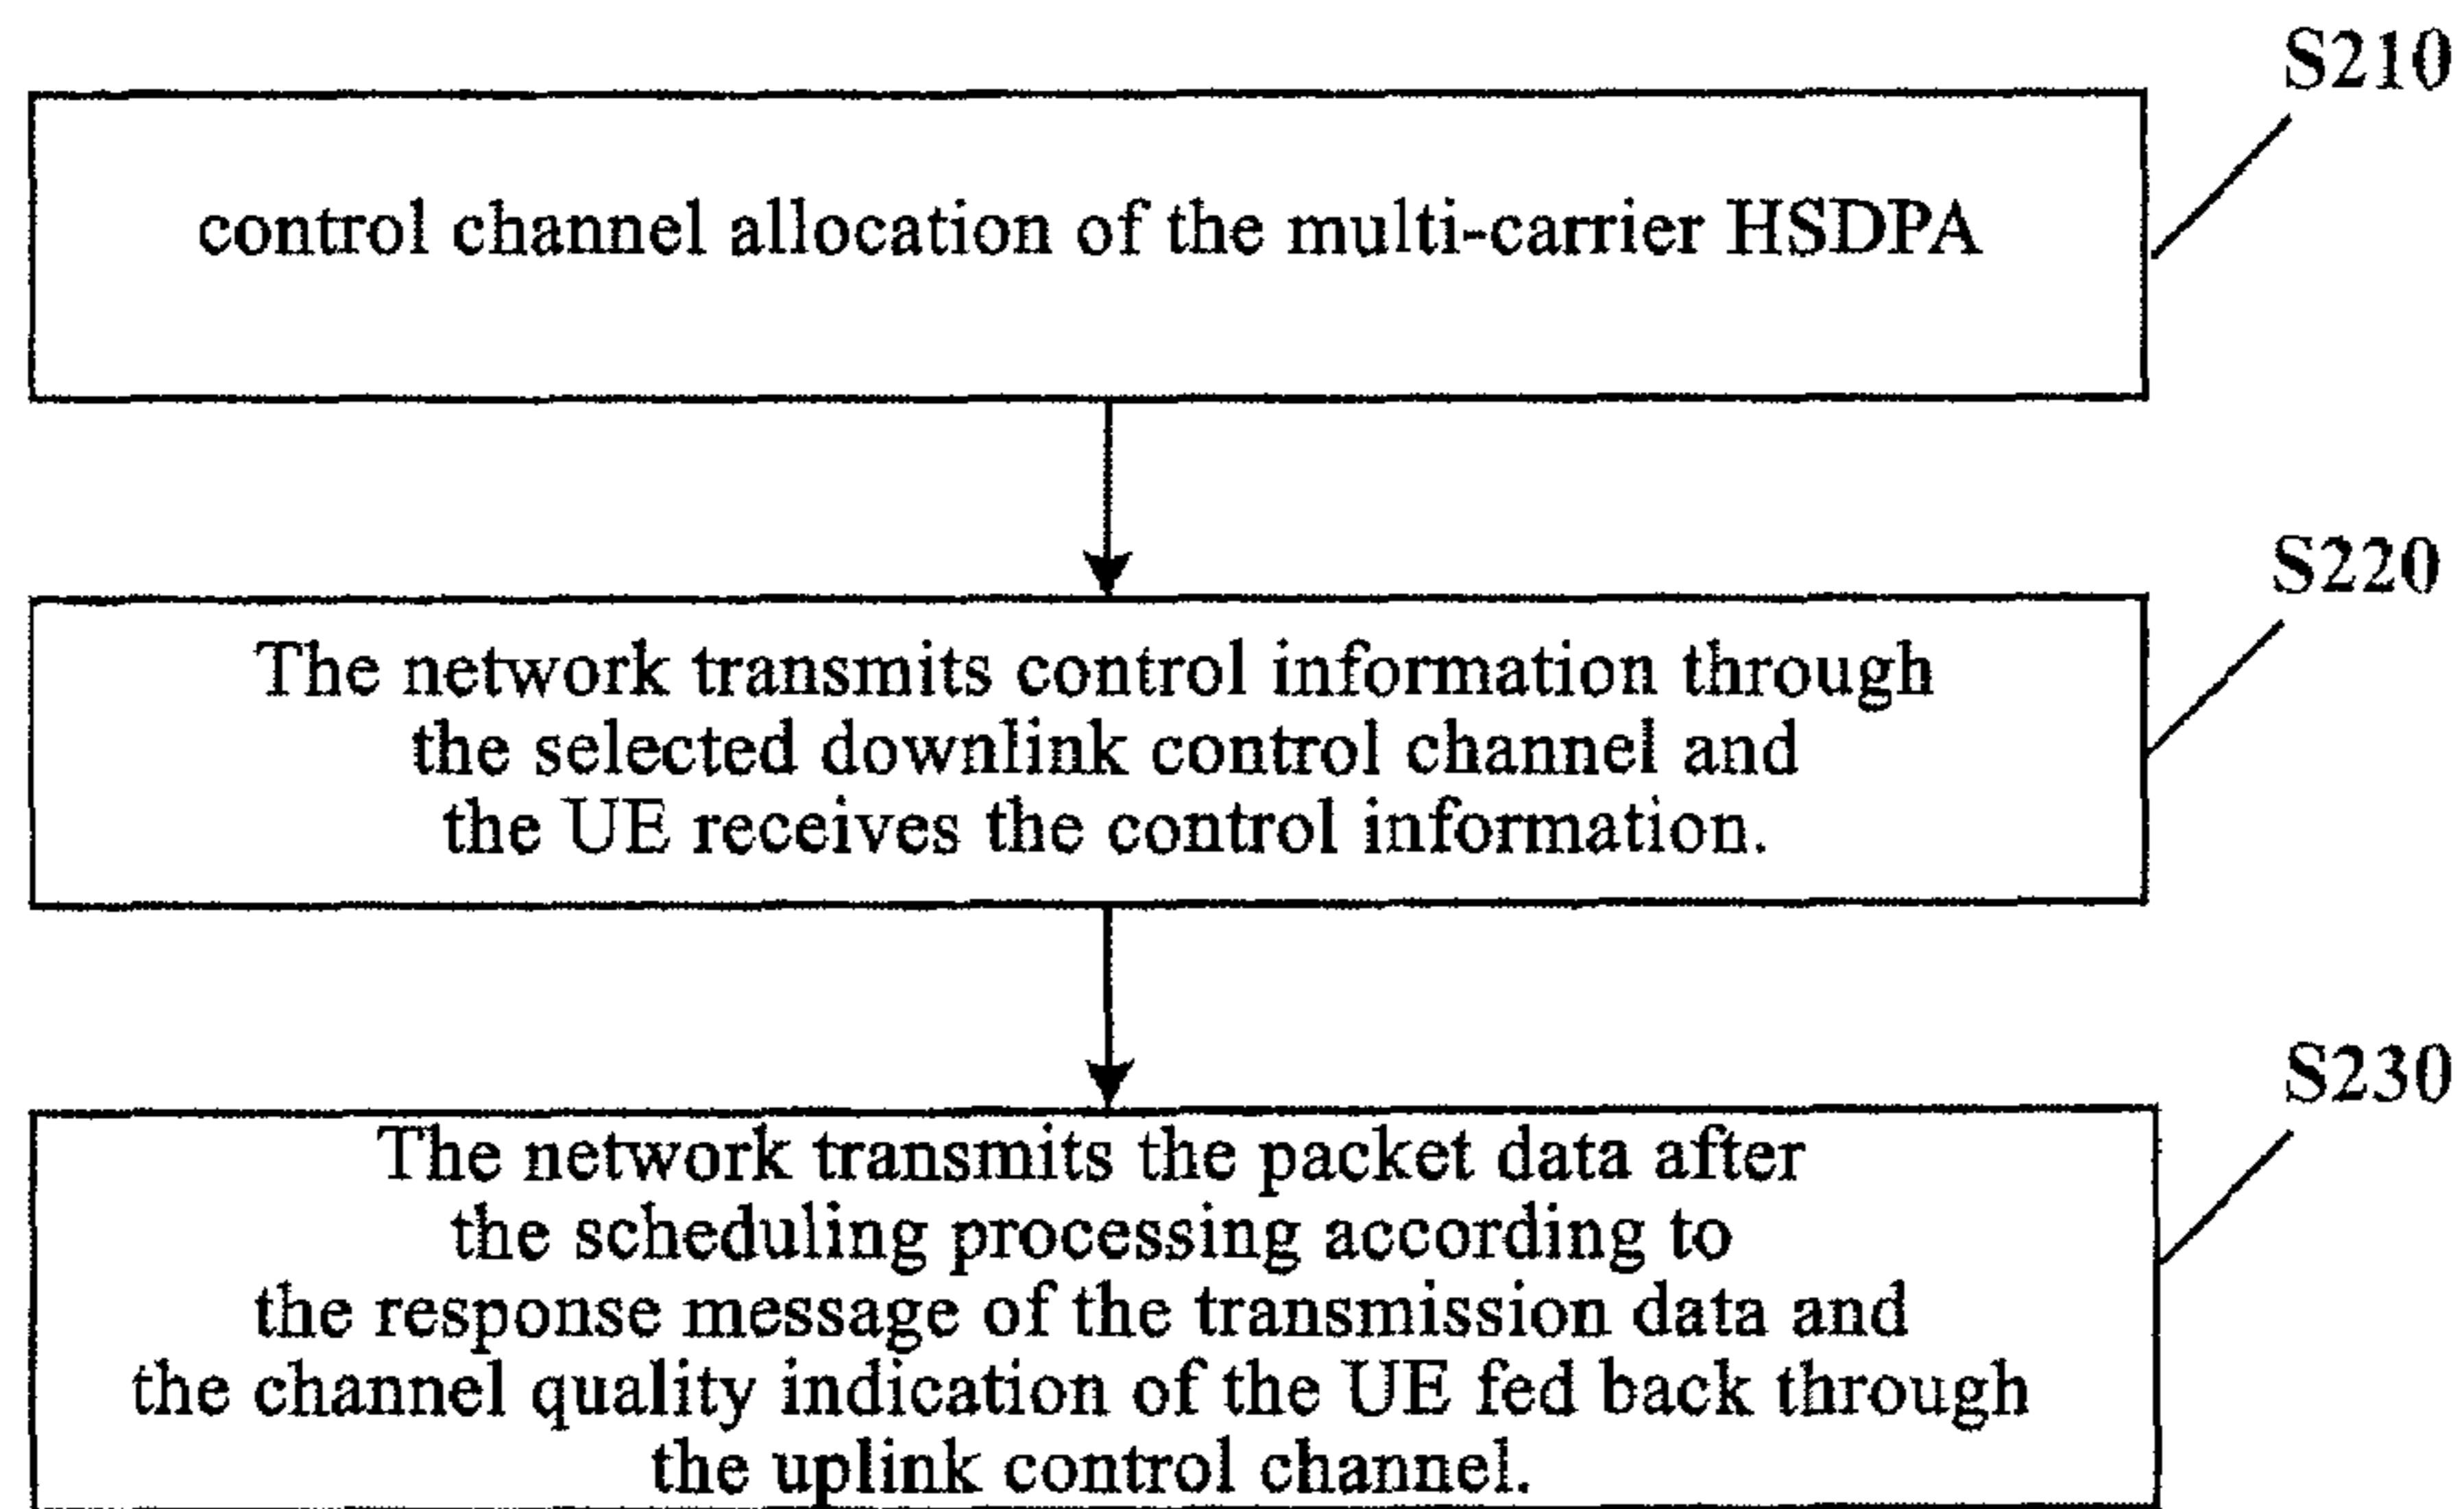 S210
control channel allocation of the multi-carrier HSDPA
S220
The network transmits control information through
the selected downlink control channel and
the UE receives the control information.
S230
The network transmits the packet data after
the scheduling processing according to
the response message of the transmission data and
the channel quality indication of the UE fed back through
the uplink control channel.